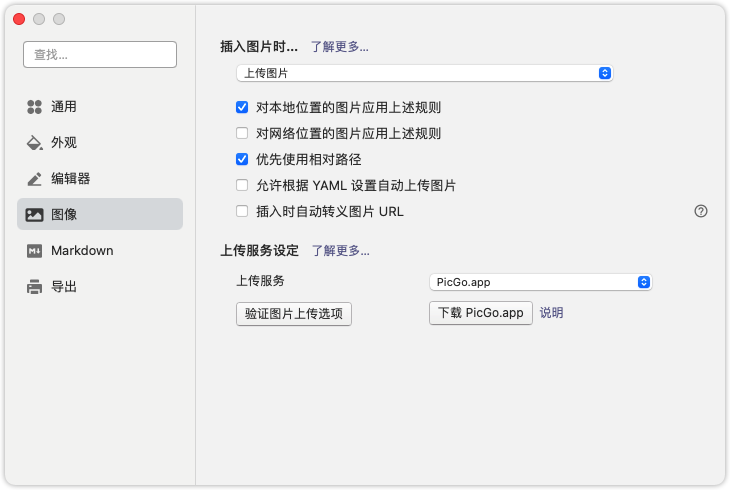 查找...
通用
外观
编辑器
图像
Markdown
导出
插入图片时... 了解更多...
上传图片
对本地位置的图片应用上述规则
对网络位置的图片应用上述规则
优先使用相对路径
允许根据 YAML 设置自动上传图片
插入时自动转义图片 URL
上传服务设定 了解更多...
上传服务 PicGo.app
验证图片上传选项 下载 PicGo.app 说明